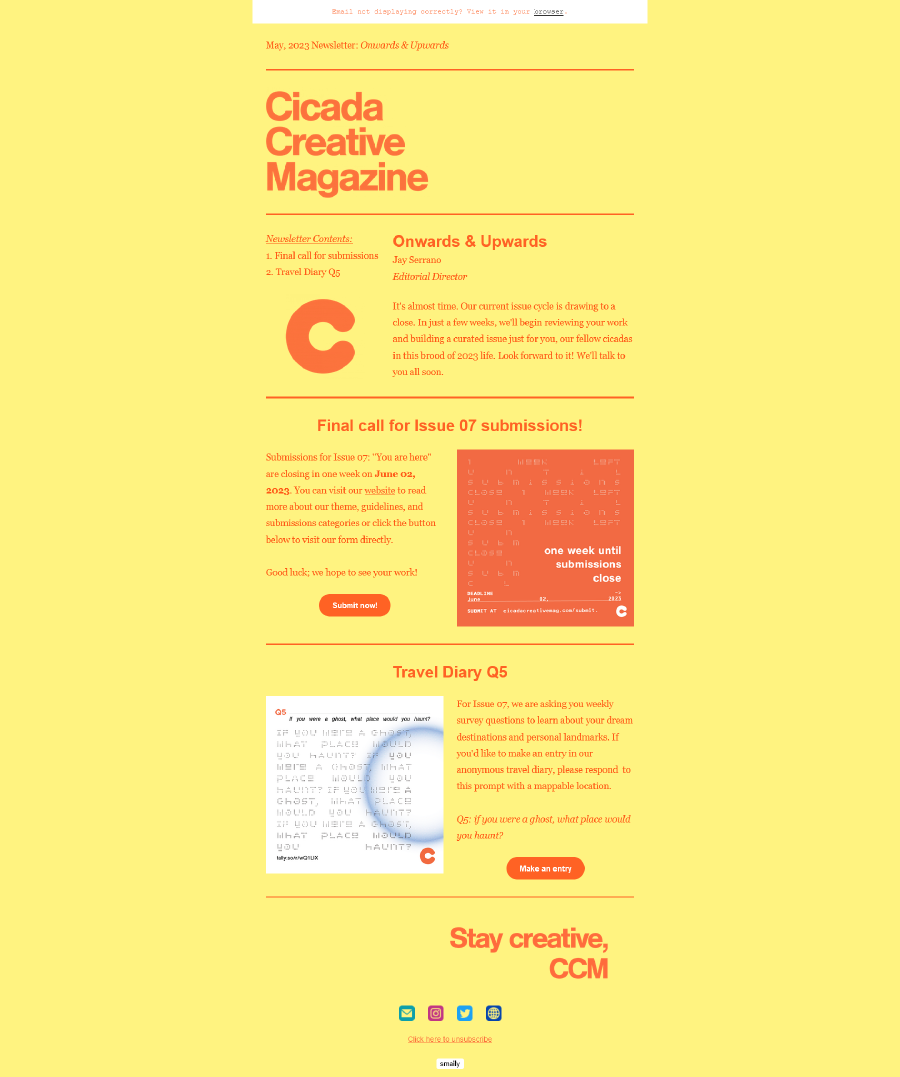 Email not displaying correctly? View it in your browser.
May, 2023 Newsletter: Onwards & Upwards
Cicada
Creative
Magazine
Newsletter Contents:
1. Final call for submissions
2. Travel Diary Q5
Onwards & Upwards
Jay Serrano
Editorial Director
It's almost time. Our current issue cycle is drawing to a
close. In just a few weeks, we'll begin reviewing your work
and building a curated issue just for you, our fellow cicadas
in this brood of 2023 life. Look forward to it! We'll talk to
you all soon.
Final call for Issue 07 submissions!
Submissions for Issue 07: "You are here"
are closing in one week on June 02,
2023. You can visit our website to read
more about our theme, guidelines, and
submissions categories or click the button
below to visit our form directly.
Good luck; we hope to see your work!
Submit now!
1 WEEK LEFT
UNTIL
submissions
CLOSE 1 WEEK LEFT
UNTIL
submissions
CLOSE 1 WEEK LEFT
UN
SUBM
CLOSE
UN
SUBM
CL
one week until
submissions
close
DEADLINE -->
June 02, 2023
SUBMIT AT cicadacreativemag.com/submit.
Travel Diary Q5
Q5
if you were a ghost, what place would you haunt?
IF YOU WERE A GHOST,
WHAT PLACE WOULD
YOU HAUNT? IF YOU
WERE A GHOST, WHAT
PLACE WOULD YOU
HAUNT? IF YOU WERE A
GHOST, WHAT PLACE
WOULD YOU HAUNT?
IF YOU WERE A GHOST,
WHAT PLACE WOULD
YOU HAUNT?
For Issue 07, we are asking you weekly
survey questions to learn about your dream
destinations and personal landmarks. If
you'd like to make an entry in our
anonymous travel diary, please respond to
this prompt with a mappable location.
Q5: if you were a ghost, what place would
you haunt?
Make an entry
Stay creative,
CCM
Click here to unsubscribe
smaily